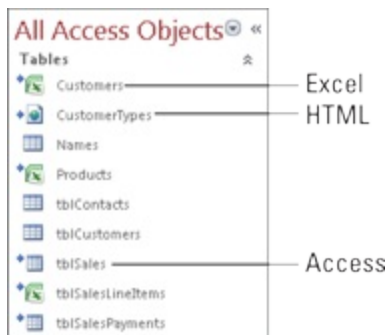 All Access Objects
Tables
Customers Excel
CustomerTypes HTML
Names
Products
tblContacts
tblCustomers
tblSales Access
tblSalesLineItems
tblSalesPayments